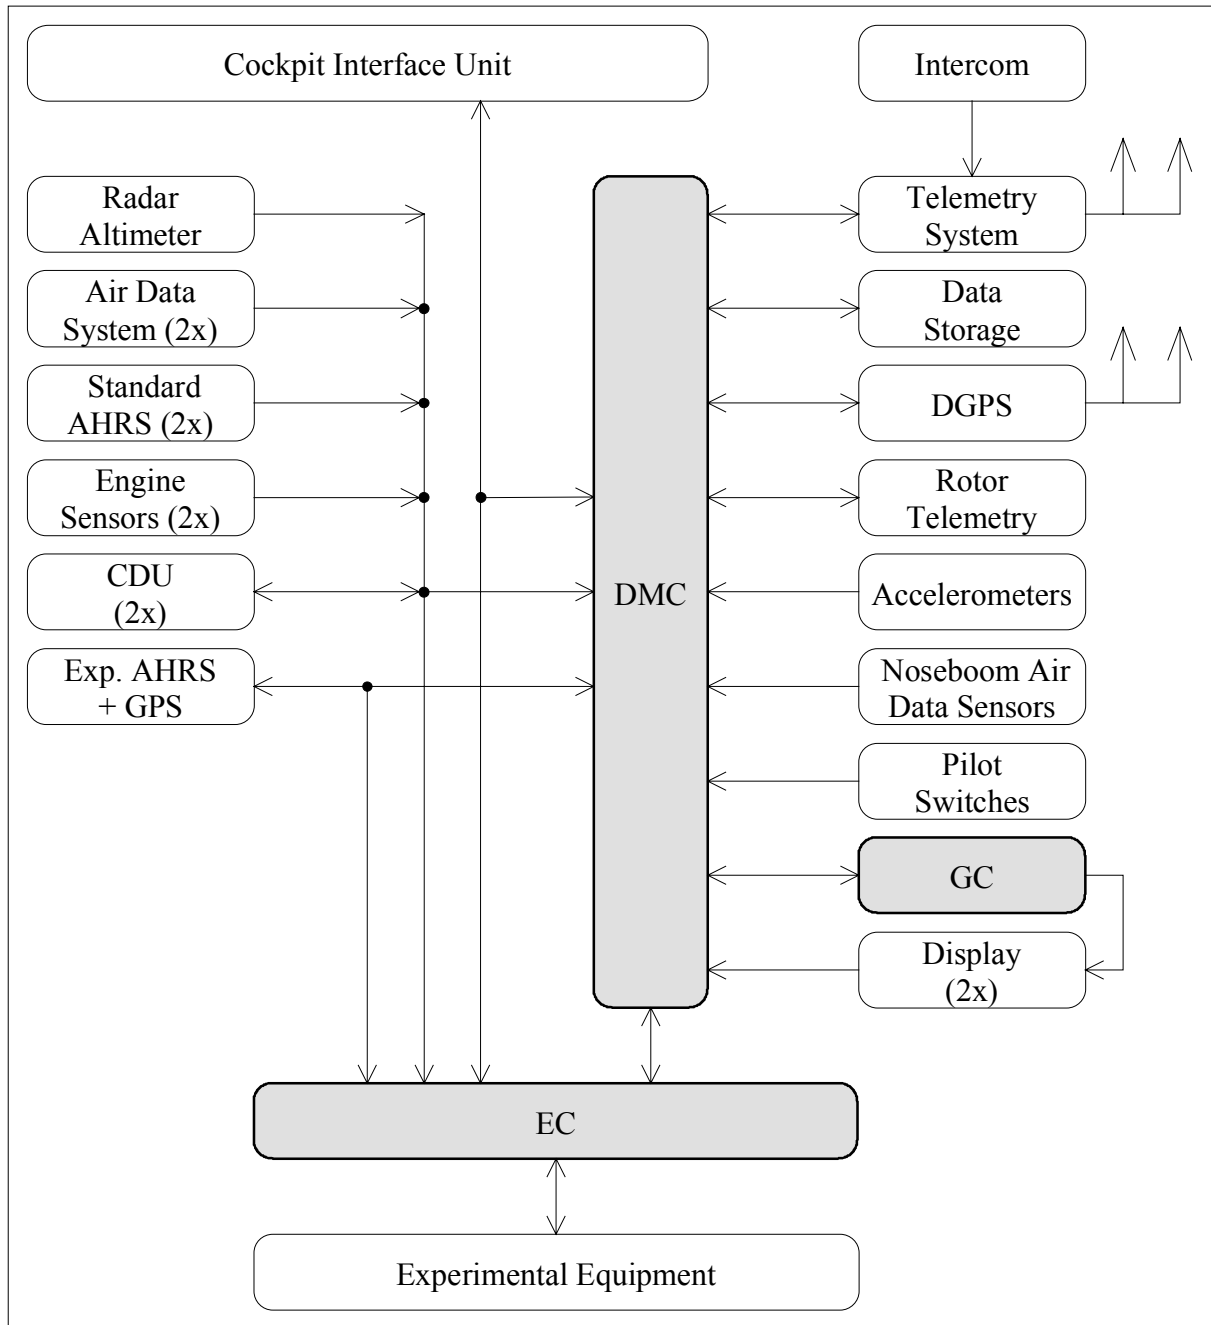 Cockpit Interface Unit
Intercom
Radar
Altimeter
Air Data
System (2x)
Standard
AHRS (2x)
Engine
Sensors (2x)
CDU
(2x)
Exp. AHRS
+ GPS
DMC
Telemetry
System
Data
Storage
DGPS
Rotor
Telemetry
Accelerometers
Noseboom Air
Data Sensors
Pilot
Switches
GC
Display
(2x)
EC
Experimental Equipment